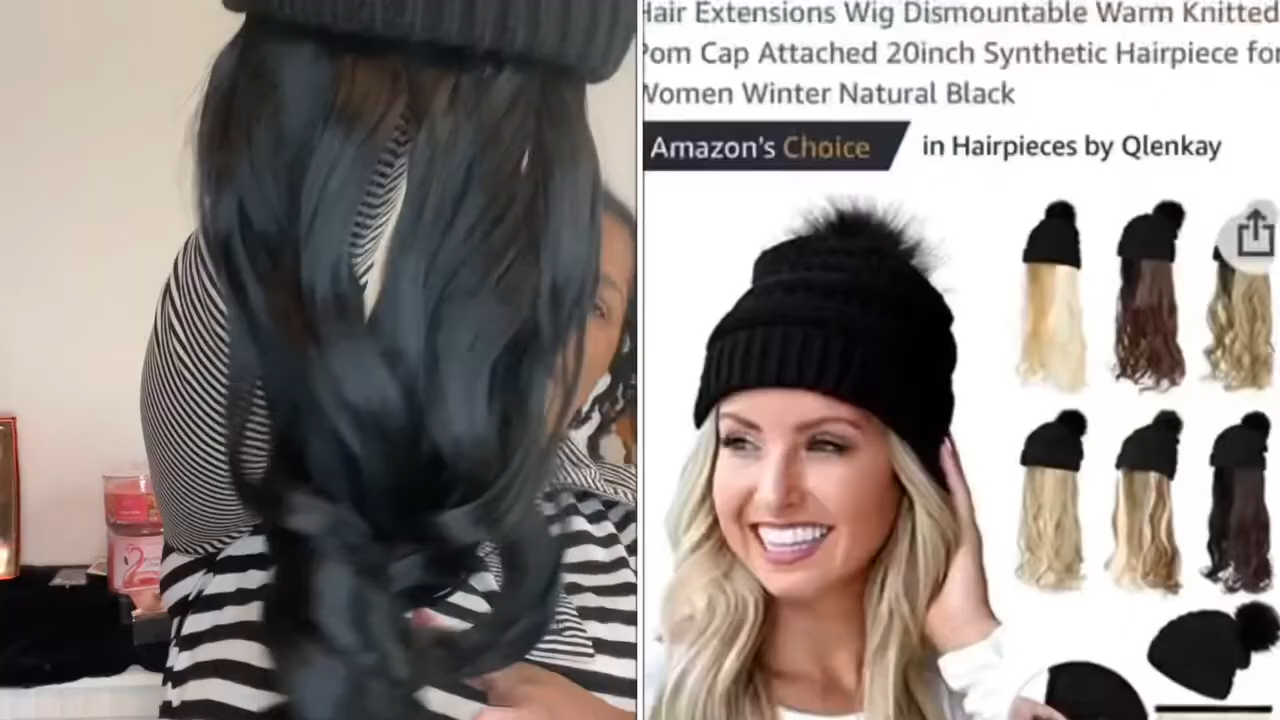 Hair Extensions Wig Dismountable Warm Knitted
Pom Cap Attached 20inch Synthetic Hairpiece for
Women Winter Natural Black
Amazon's Choice in Hairpieces by Qlenkay